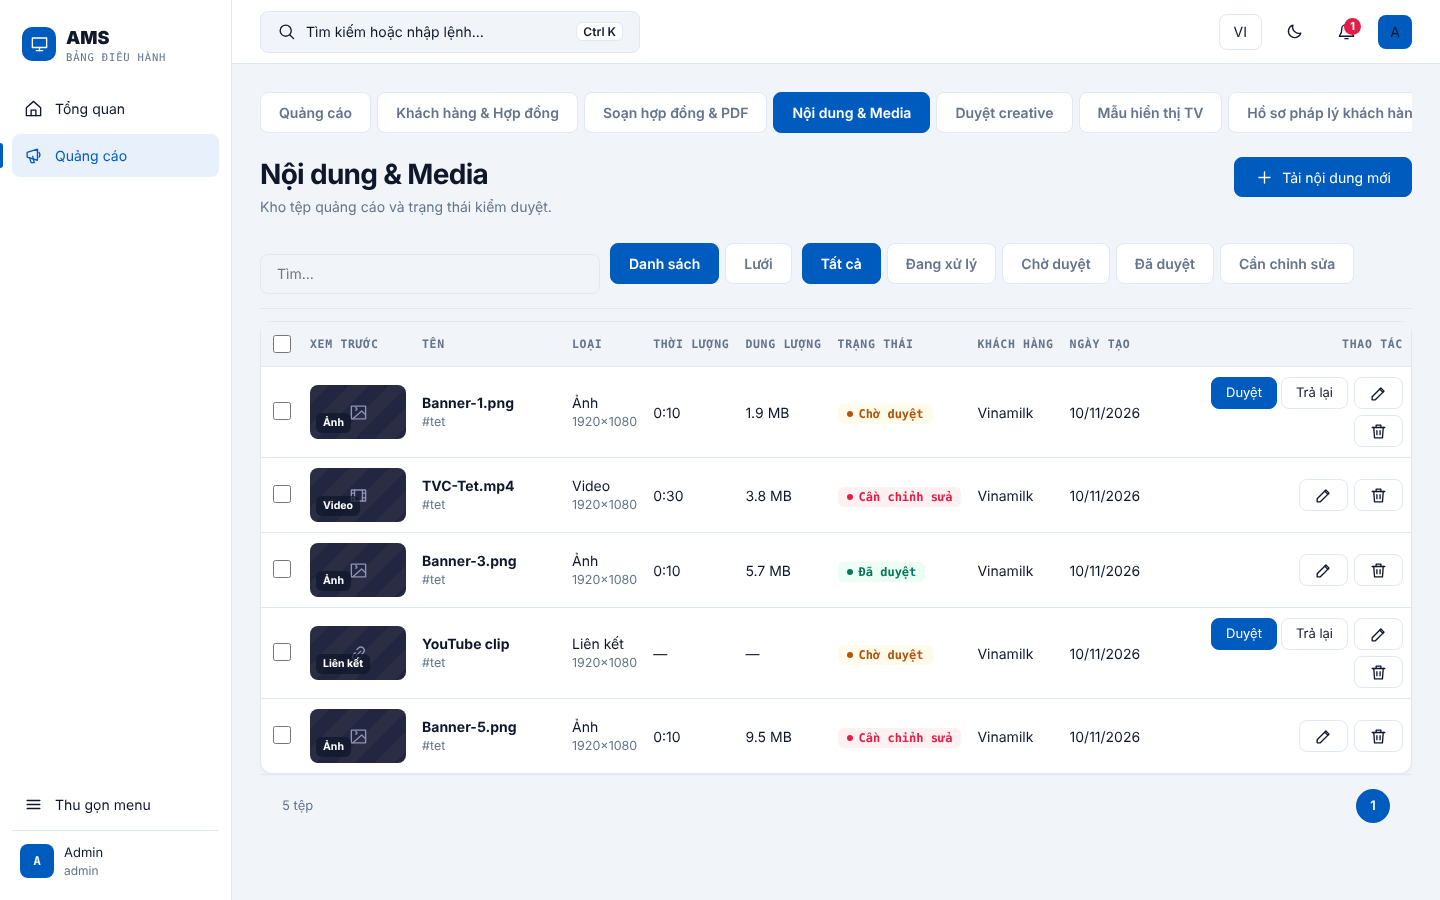 AMS
BẢNG ĐIỀU HÀNH
Tìm kiếm hoặc nhập lệnh...
Ctrl K
VI
1
A
Tổng quan
Quảng cáo
Thu gọn menu
A
Admin
admin
Quảng cáo
Khách hàng & Hợp đồng
Soạn hợp đồng & PDF
Nội dung & Media
Duyệt creative
Mẫu hiển thị TV
Hồ sơ pháp lý khách hàn
Nội dung & Media
Kho tệp quảng cáo và trạng thái kiểm duyệt.
Tải nội dung mới
Tìm...
Danh sách
Lưới
Tất cả
Đang xử lý
Chờ duyệt
Đã duyệt
Cần chỉnh sửa
XEM TRƯỚC TÊN LOẠI THỜI LƯỢNG DUNG LƯỢNG TRẠNG THÁI KHÁCH HÀNG NGÀY TẠO THAO TÁC
Ảnh
Banner-1.png
#tet
Ảnh
1920×1080
0:10
1.9 MB
Chờ duyệt
Vinamilk
10/11/2026
Duyệt
Trả lại
Video
TVC-Tet.mp4
#tet
Video
1920×1080
0:30
3.8 MB
Cần chỉnh sửa
Vinamilk
10/11/2026
Ảnh
Banner-3.png
#tet
Ảnh
1920×1080
0:10
5.7 MB
Đã duyệt
Vinamilk
10/11/2026
Liên kết
YouTube clip
#tet
Liên kết
1920×1080
—
—
Chờ duyệt
Vinamilk
10/11/2026
Duyệt
Trả lại
Ảnh
Banner-5.png
#tet
Ảnh
1920×1080
0:10
9.5 MB
Cần chỉnh sửa
Vinamilk
10/11/2026
5 tệp
1